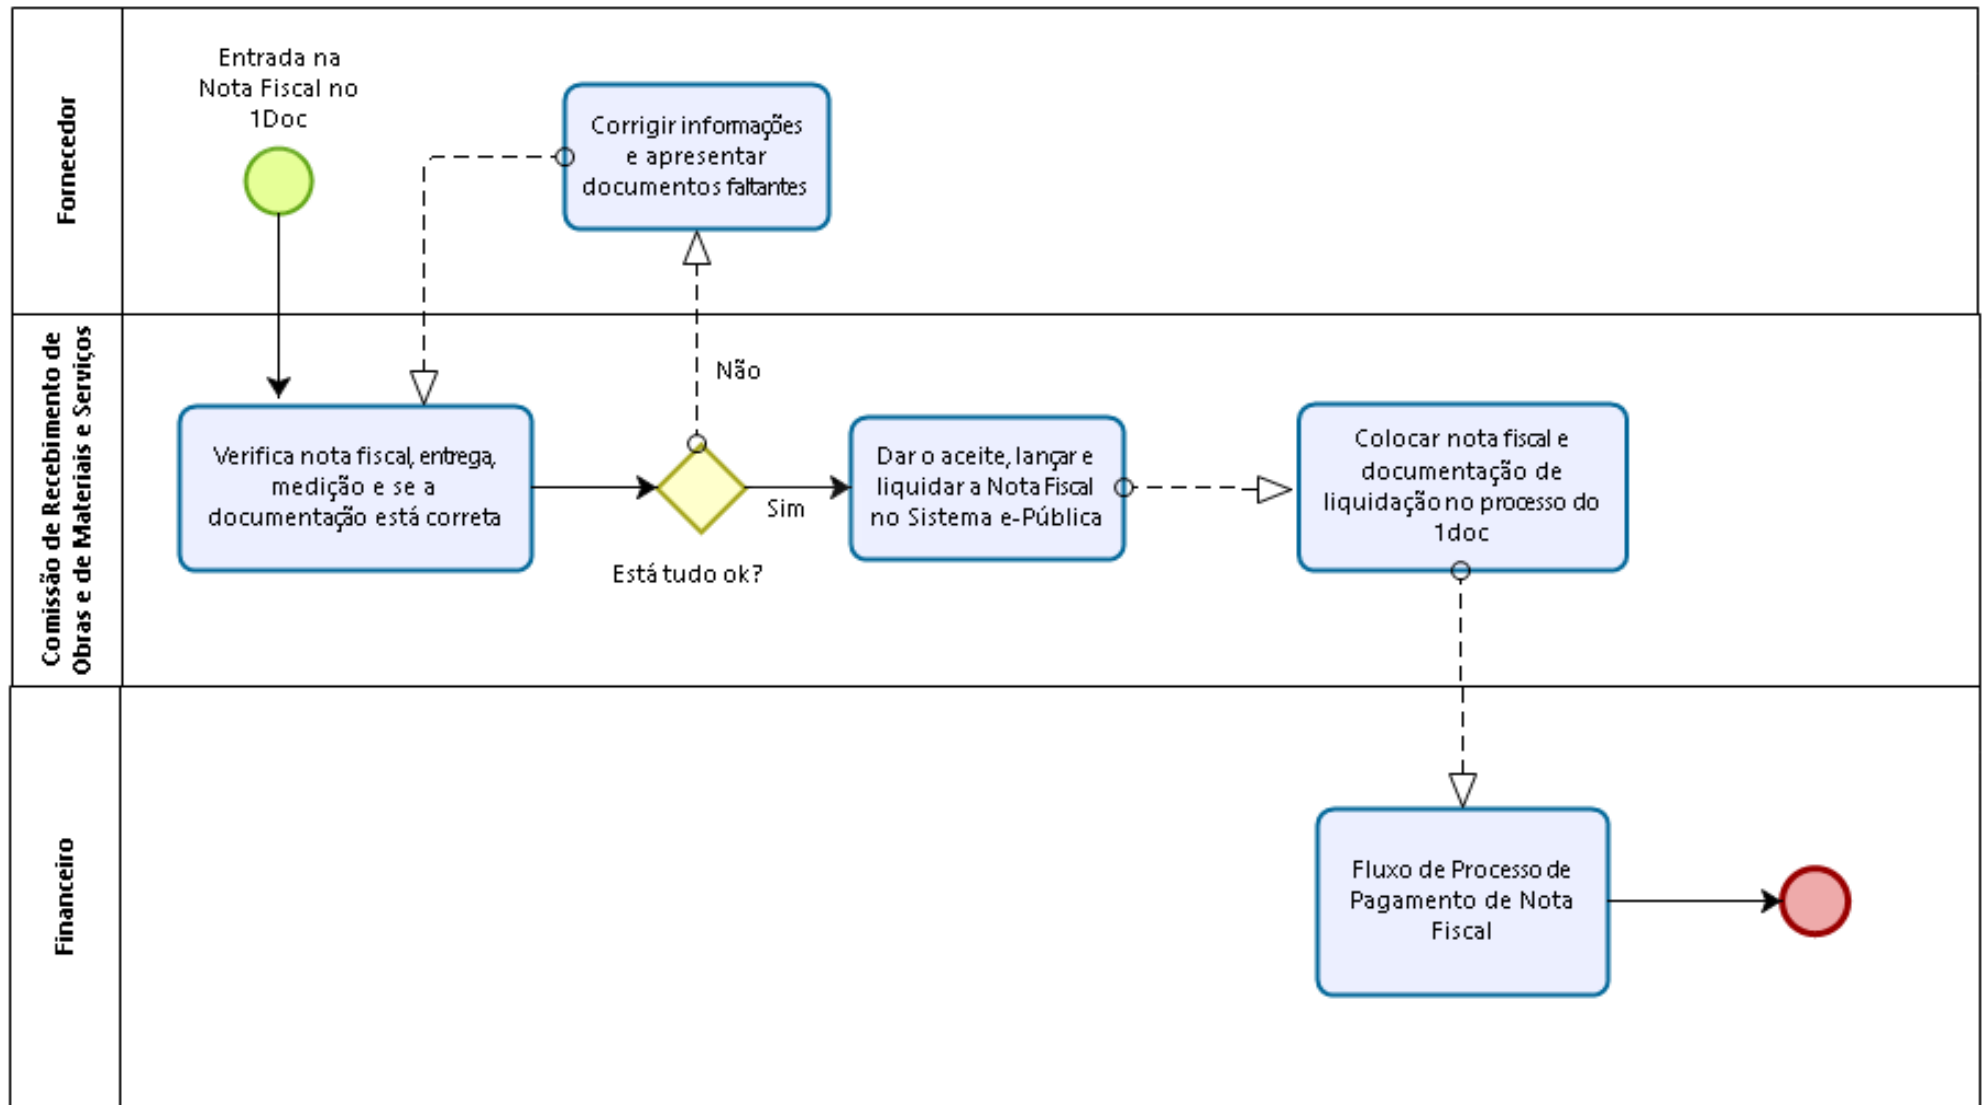 Fornecedor
Entrada na
Nota Fiscal no
1Doc
Corrigir informações
e apresentar
documentos faltantes
Comissão de Recebimento de
Obras e de Materiais e Serviços
Não
Verifica nota fiscal, entrega,
medição e se a
documentação está correta
Está tudo ok?
Sim
Dar o aceite, lançar e
liquidar a Nota Fiscal
no Sistema e-Pública
Colocar nota fiscal e
documentação de
liquidação no processo do
1doc
Financeiro
Fluxo de Processo de
Pagamento de Nota
Fiscal